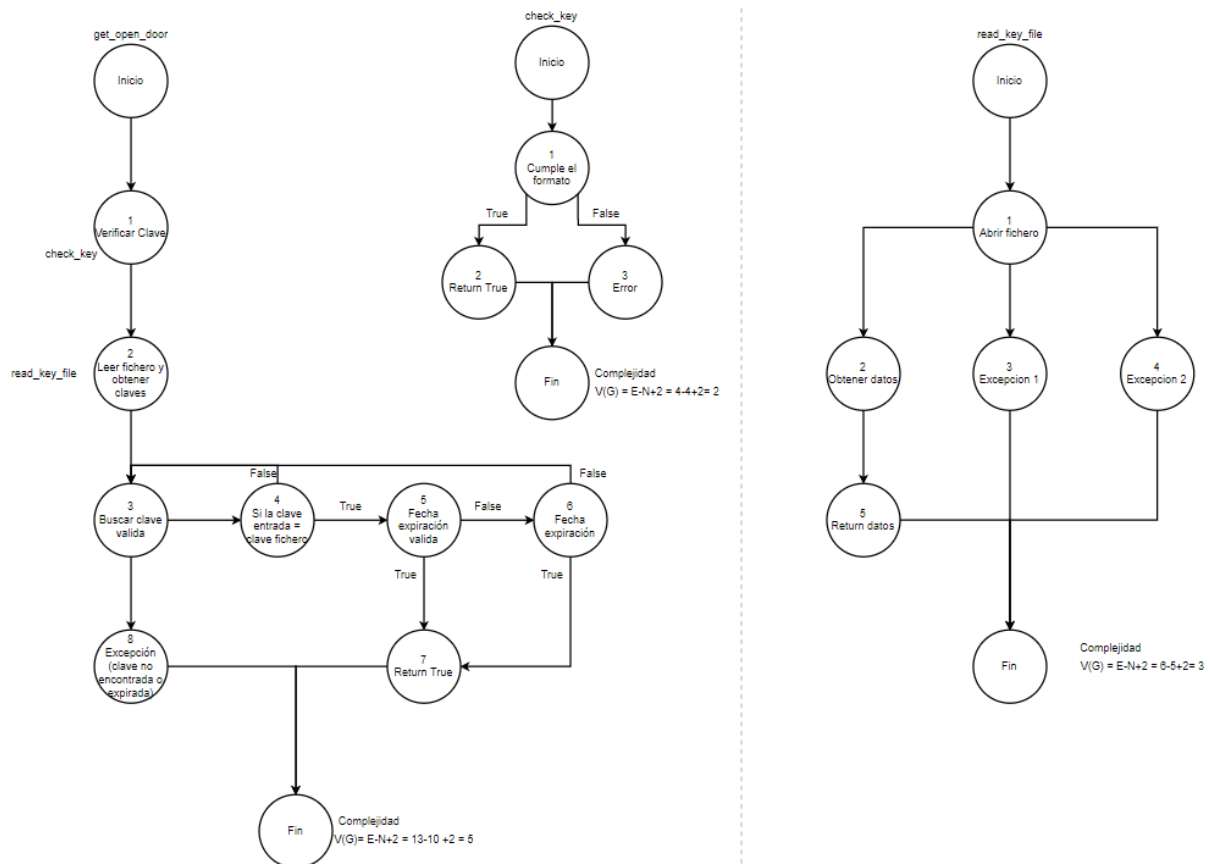 get_open_door
Inicio
1
Verificar Clave
check_key
2
Leer fichero y
obtener
claves
read_key_file
3
Buscar clave
valida
False
4
Si la clave
entrada =
clave fichero
True
5
Fecha
expiración
valida
False
True
6
Fecha
expiración
False
True
8
Excepción
(clave no
encontrada o
expirada)
7
Return True
Fin
Complejidad
V(G)= E-N+2 = 13-10 +2 = 5
check_key
Inicio
1
Cumple el
formato
True
False
2
Return True
3
Error
Fin
Complejidad
V(G) = E-N+2 = 4-4+2= 2
read_key_file
Inicio
1
Abrir fichero
2
Obtener datos
3
Excepcion 1
4
Excepcion 2
5
Return datos
Fin
Complejidad
V(G) = E-N+2 = 6-5+2= 3